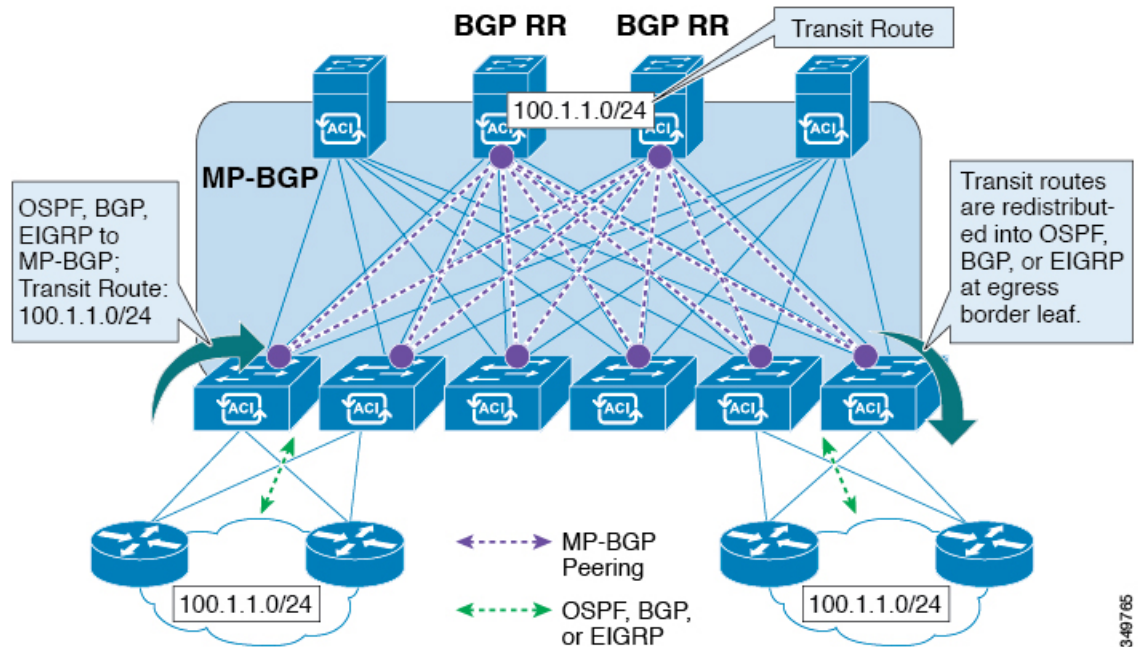 BGP RR
BGP RR
Transit Route
ACI
ACI
ACI
ACI
100.1.1.0/24
MP-BGP
OSPF, BGP,
EIGRP to
MP-BGP;
Transit Route:
100.1.1.0/24
Transit routes
are redistribut-
ed into OSPF,
BGP, or EIGRP
at egress
border leaf.
ACI
ACI
ACI
ACI
ACI
ACI
100.1.1.0/24
MP-BGP
Peering
OSPF, BGP,
or EIGRP
100.1.1.0/24
349765